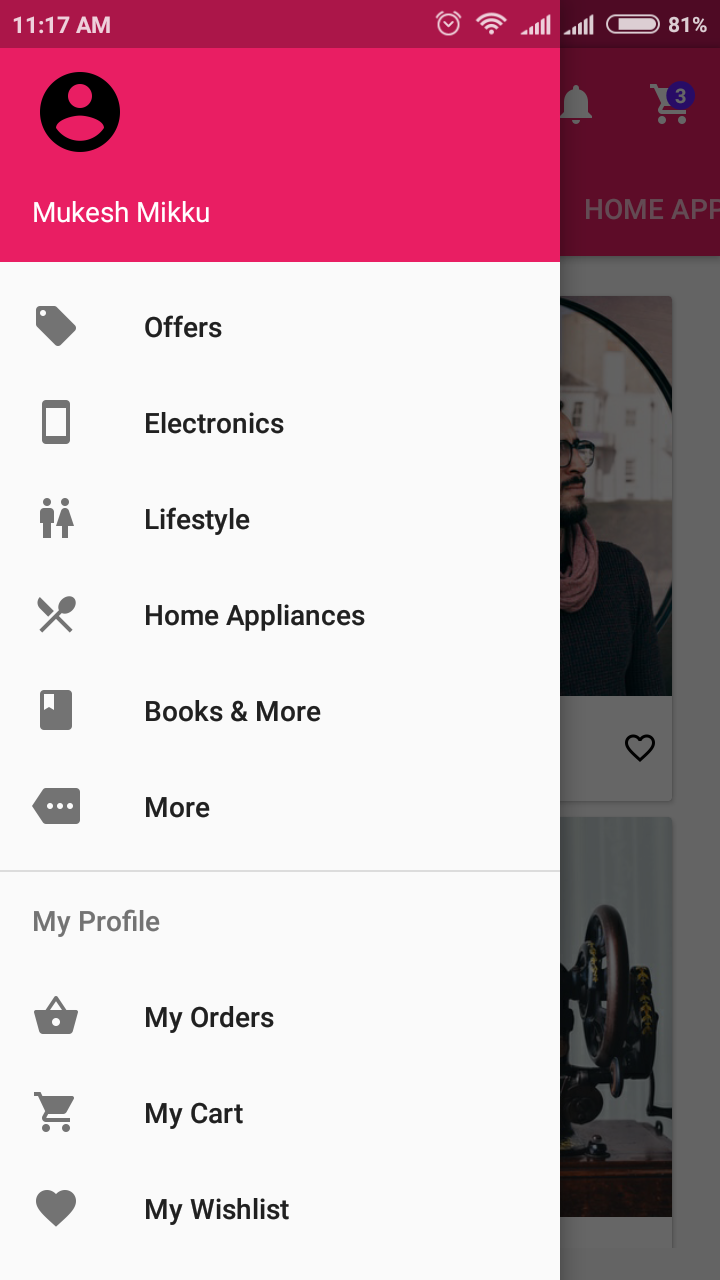 11:17 AM 81%
3
Mukesh Mikku
HOME APP
Offers
Electronics
Lifestyle
Home Appliances
Books & More
More
My Profile
My Orders
My Cart
My Wishlist